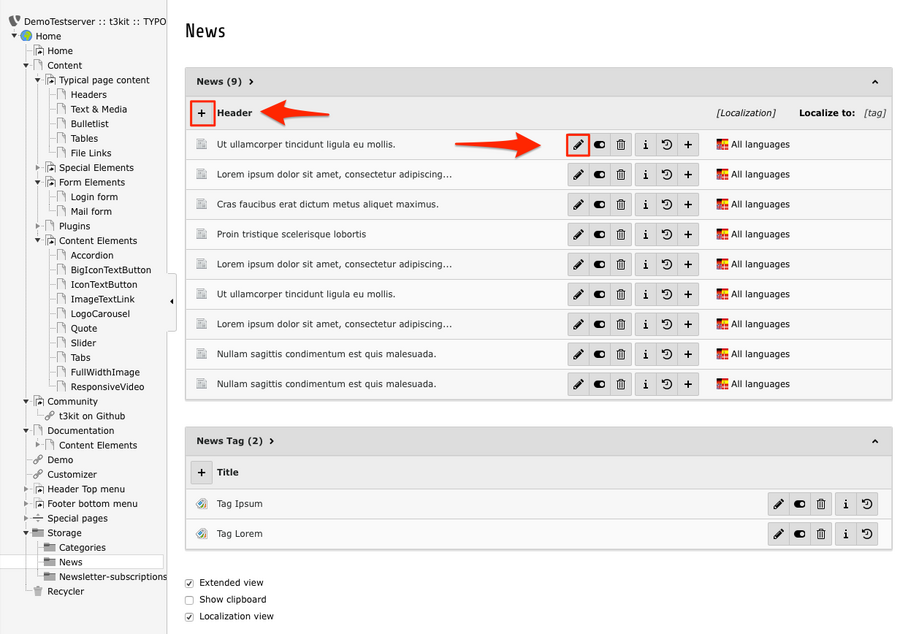 DemoTestserver :: t3kit :: TYPO
Home
Home
Content
Typical page content
Headers
Text & Media
Bulletlist
Tables
File Links
Special Elements
Form Elements
Login form
Mail form
Plugins
Content Elements
Accordion
BigIconTextButton
IconTextButton
ImageTextLink
LogoCarousel
Quote
Slider
Tabs
FullWidthImage
ResponsiveVideo
Community
t3kit on Github
Documentation
Content Elements
Demo
Customizer
Header Top menu
Footer bottom menu
Special pages
Storage
Categories
News
Newsletter-subscriptions
Recycler
News
News (9)
Header [Localization] Localize to: [tag]
Ut ullamcorper tincidunt ligula eu mollis. All languages
Lorem ipsum dolor sit amet, consectetur adipiscing... All languages
Cras faucibus erat dictum metus aliquet maximus. All languages
Proin tristique scelerisque lobortis All languages
Lorem ipsum dolor sit amet, consectetur adipiscing... All languages
Ut ullamcorper tincidunt ligula eu mollis. All languages
Lorem ipsum dolor sit amet, consectetur adipiscing... All languages
Nullam sagittis condimentum est quis malesuada. All languages
Nullam sagittis condimentum est quis malesuada. All languages
News Tag (2)
Title
Tag Ipsum
Tag Lorem
Extended view
Show clipboard
Localization view